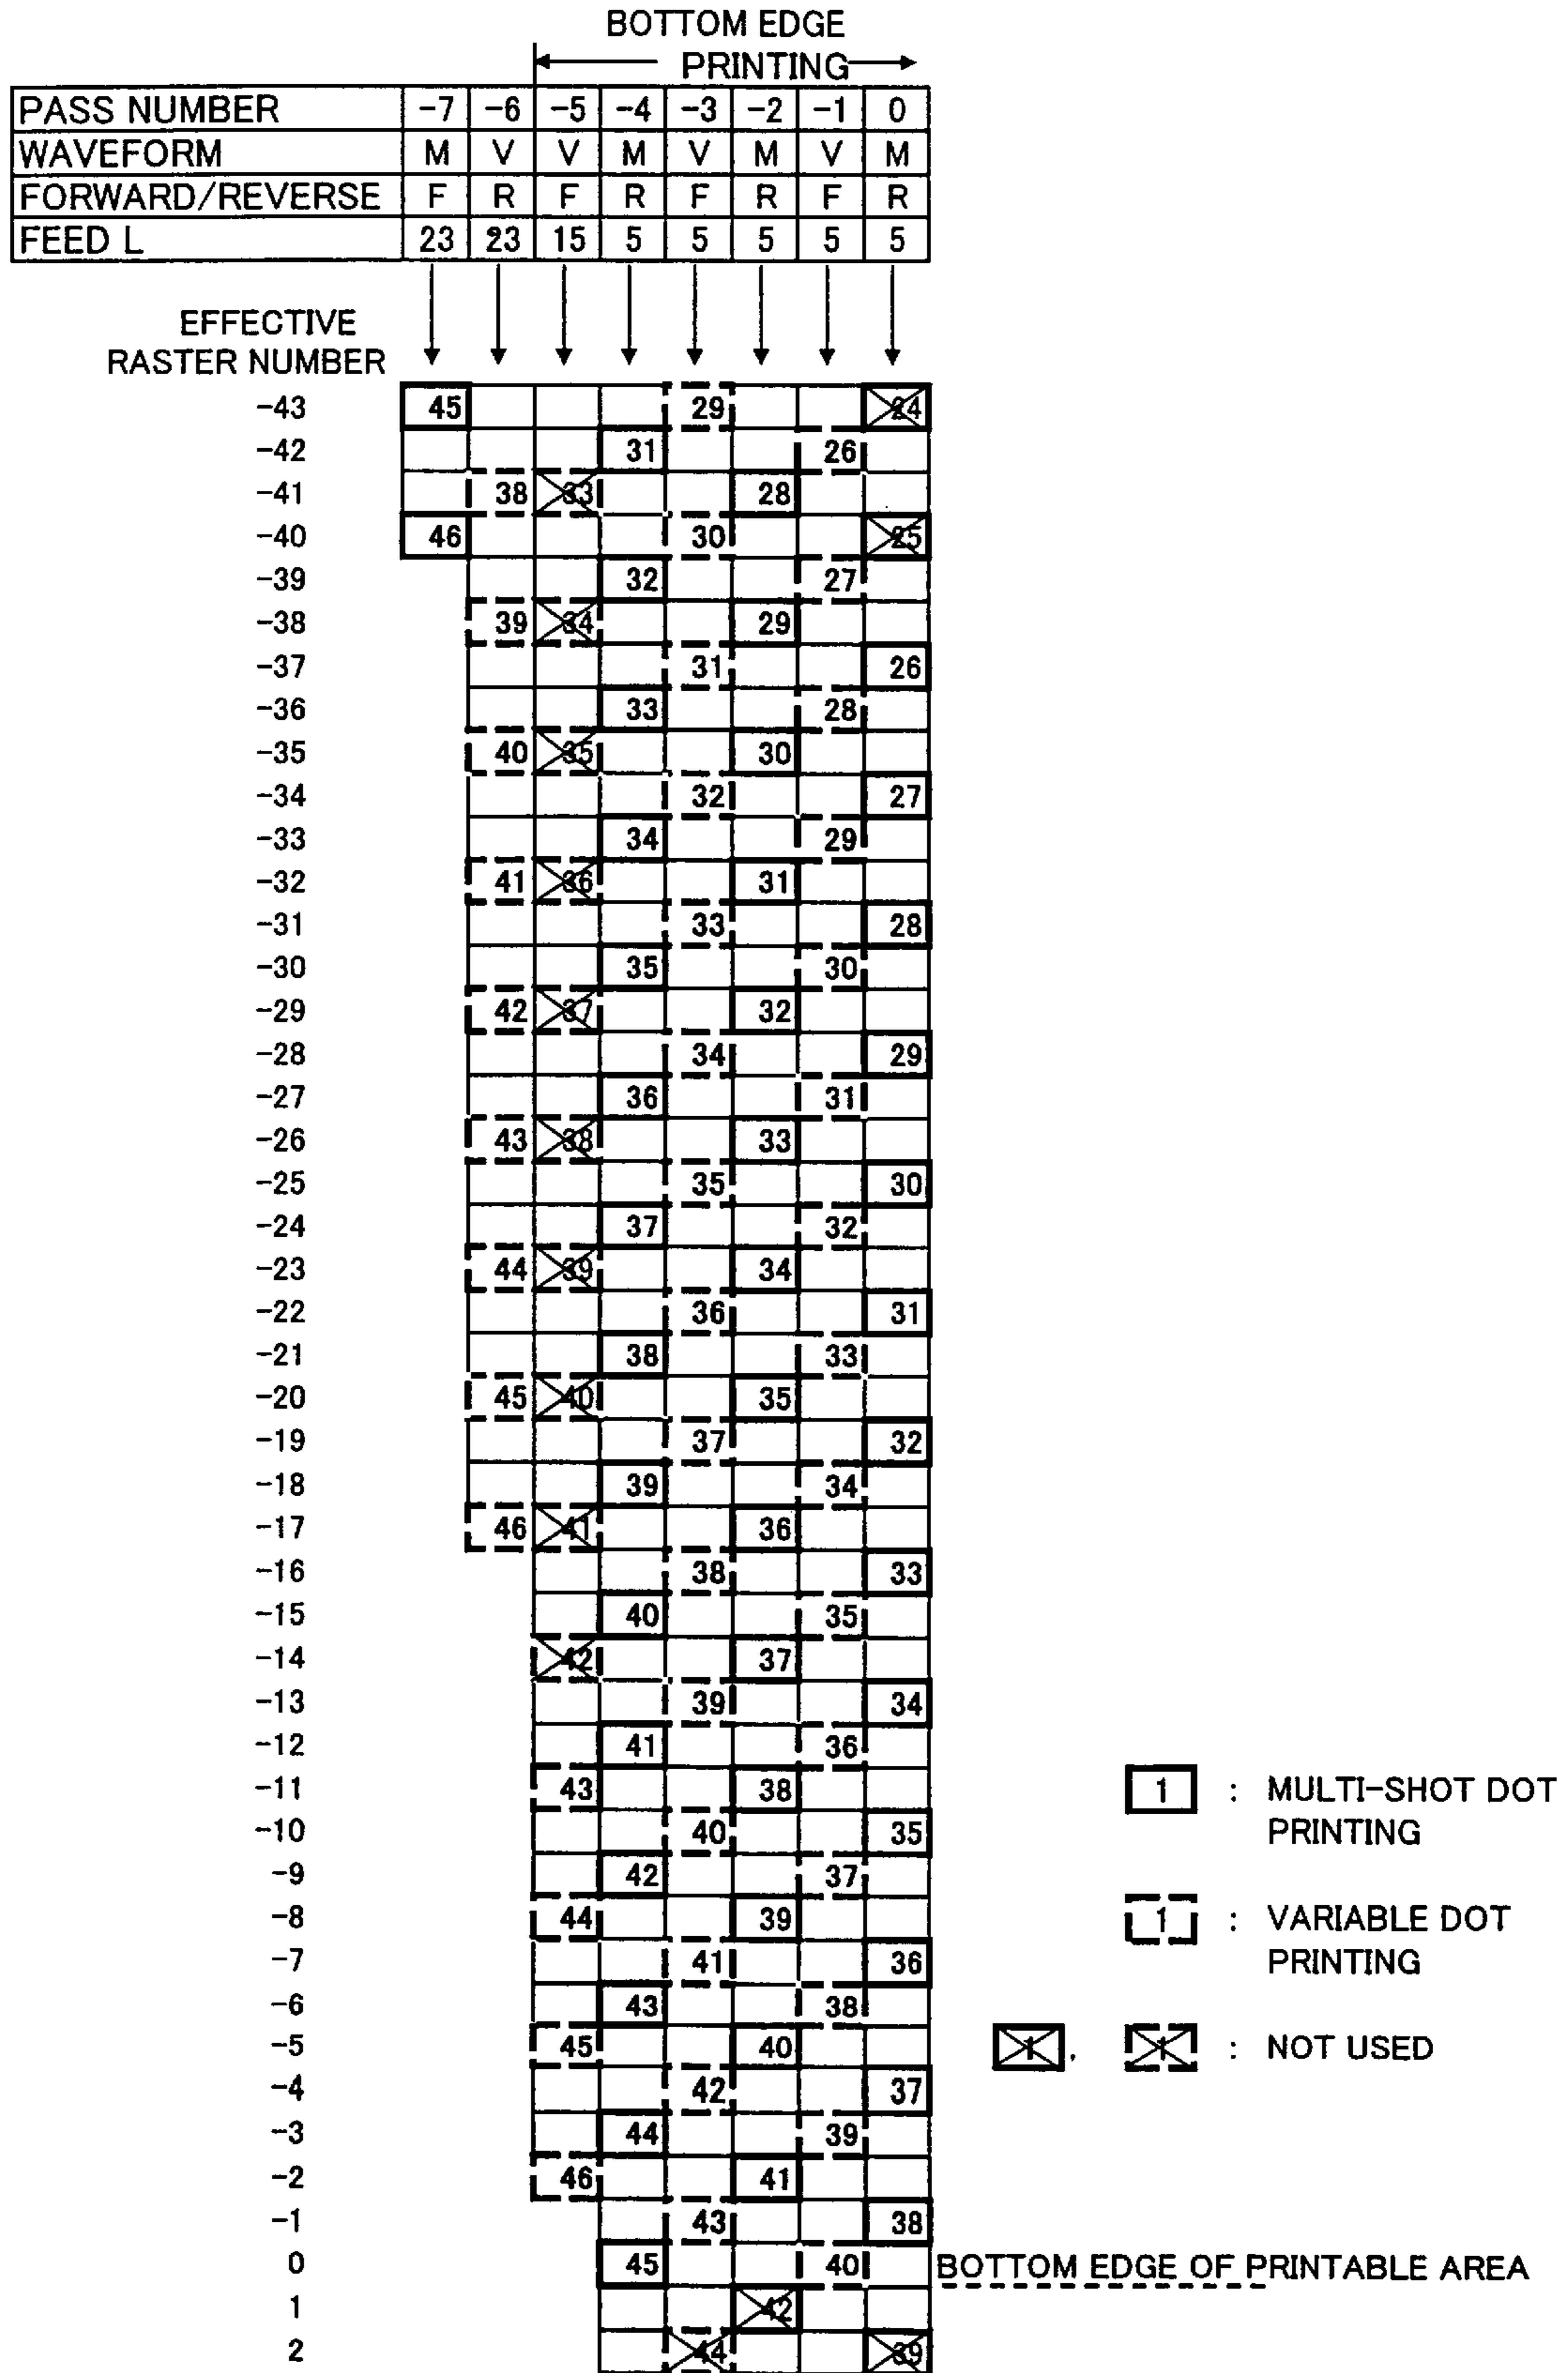 BOTTOM EDGE
PRINTING
PASS NUMBER -7 -6 -5 -4 -3 -2 -1 0
WAVEFORM M V V M V M V M
FORWARD/REVERSE F R F R F R F R
FEED L 23 23 15 5 5 5 5 5
EFFECTIVE
RASTER NUMBER
-43 45 29 24
-42 31 26
-41 38 33 28
-40 46 30 25
-39 32 27
-38 39 34 29
-37 31 26
-36 33 28
-35 40 35 30
-34 32 27
-33 34 29
-32 41 36 31
-31 33 28
-30 35 30
-29 42 37 32
-28 34 29
-27 36 31
-26 43 38 33
-25 35 30
-24 37 32
-23 44 39 34
-22 36 31
-21 38 33
-20 45 40 35
-19 37 32
-18 39 34
-17 46 41 36
-16 38 33
-15 40 35
-14 42 37
-13 39 34
-12 41 36
-11 43 38
-10 40 35
-9 42 37
-8 44 39
-7 41 36
-6 43 38
-5 45 40
-4 42 37
-3 44 39
-2 46 41
-1 43 38
0 45 40 BOTTOM EDGE OF PRINTABLE AREA
1 42
2 44 39
1 : MULTI-SHOT DOT
PRINTING
1 : VARIABLE DOT
PRINTING
1, 1 : NOT USED